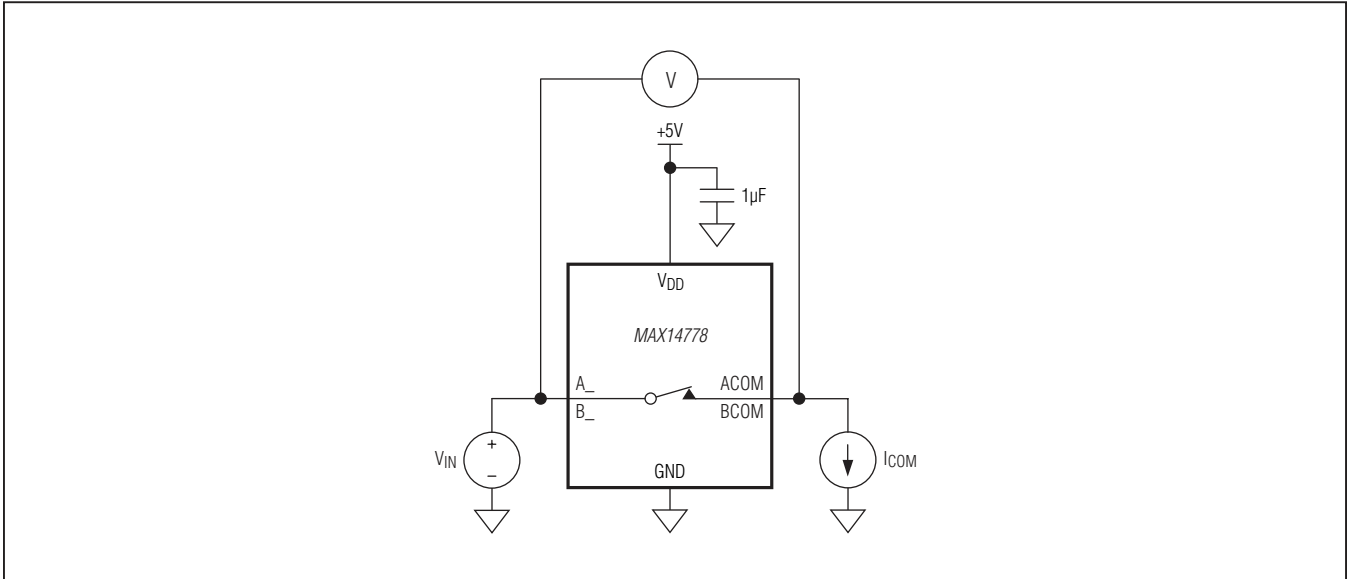 V
+5V
1µF
VDD
MAX14778
A_
ACOM
B_
BCOM
VIN
+
–
GND
ICOM